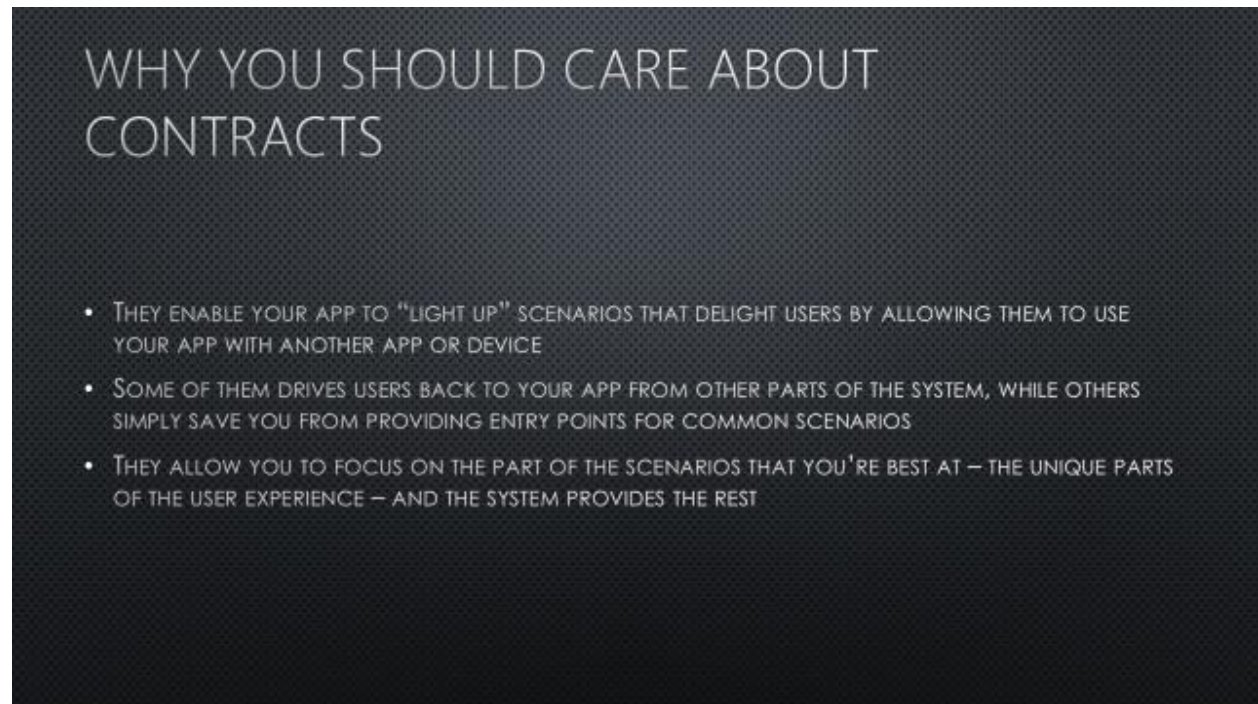 WHY YOU SHOULD CARE ABOUT
CONTRACTS
• THEY ENABLE YOUR APP TO “LIGHT UP” SCENARIOS THAT DELIGHT USERS BY ALLOWING THEM TO USE
YOUR APP WITH ANOTHER APP OR DEVICE
• SOME OF THEM DRIVES USERS BACK TO YOUR APP FROM OTHER PARTS OF THE SYSTEM, WHILE OTHERS
SIMPLY SAVE YOU FROM PROVIDING ENTRY POINTS FOR COMMON SCENARIOS
• THEY ALLOW YOU TO FOCUS ON THE PART OF THE SCENARIOS THAT YOU’RE BEST AT – THE UNIQUE PARTS
OF THE USER EXPERIENCE – AND THE SYSTEM PROVIDES THE REST